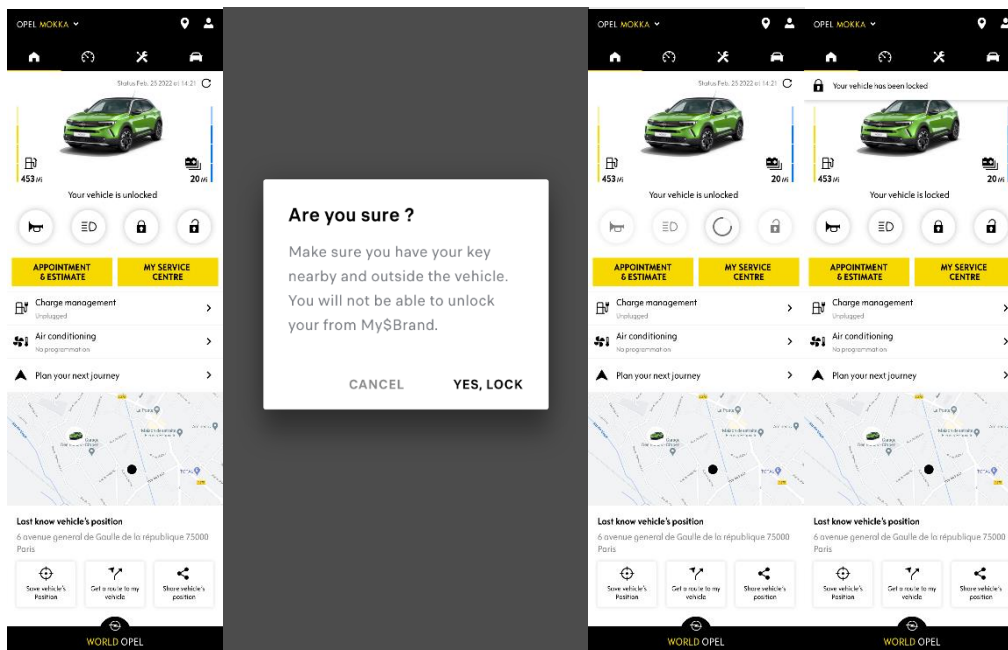 OPEL MOKKA
Status Feb. 25 2022 at 14:21
453 Mi
20 Mi
Your vehicle is unlocked
APPOINTMENT
& ESTIMATE
MY SERVICE
CENTRE
Charge management
Unplugged
Air conditioning
No programmation
Plan your next journey
Last know vehicle's position
6 avenue general de Gaulle de la république 75000
Paris
Save vehicle's
Position
Get a route to my
vehicle
Share vehicle's
position
WORLD OPEL
Are you sure ?
Make sure you have your key
nearby and outside the vehicle.
You will not be able to unlock
your from My$Brand.
CANCEL
YES, LOCK
OPEL MOKKA
Status Feb. 25 2022 at 14:21
453 Mi
20 Mi
Your vehicle is unlocked
APPOINTMENT
& ESTIMATE
MY SERVICE
CENTRE
Charge management
Unplugged
Air conditioning
No programmation
Plan your next journey
Last know vehicle's position
6 avenue general de Gaulle de la république 75000
Paris
Save vehicle's
Position
Get a route to my
vehicle
Share vehicle's
position
WORLD OPEL
OPEL MOKKA
Your vehicle has been locked
453 Mi
20 Mi
Your vehicle is locked
APPOINTMENT
& ESTIMATE
MY SERVICE
CENTRE
Charge management
Unplugged
Air conditioning
No programmation
Plan your next journey
Last know vehicle's position
6 avenue general de Gaulle de la république 75000
Paris
Save vehicle's
Position
Get a route to my
vehicle
Share vehicle's
position
WORLD OPEL